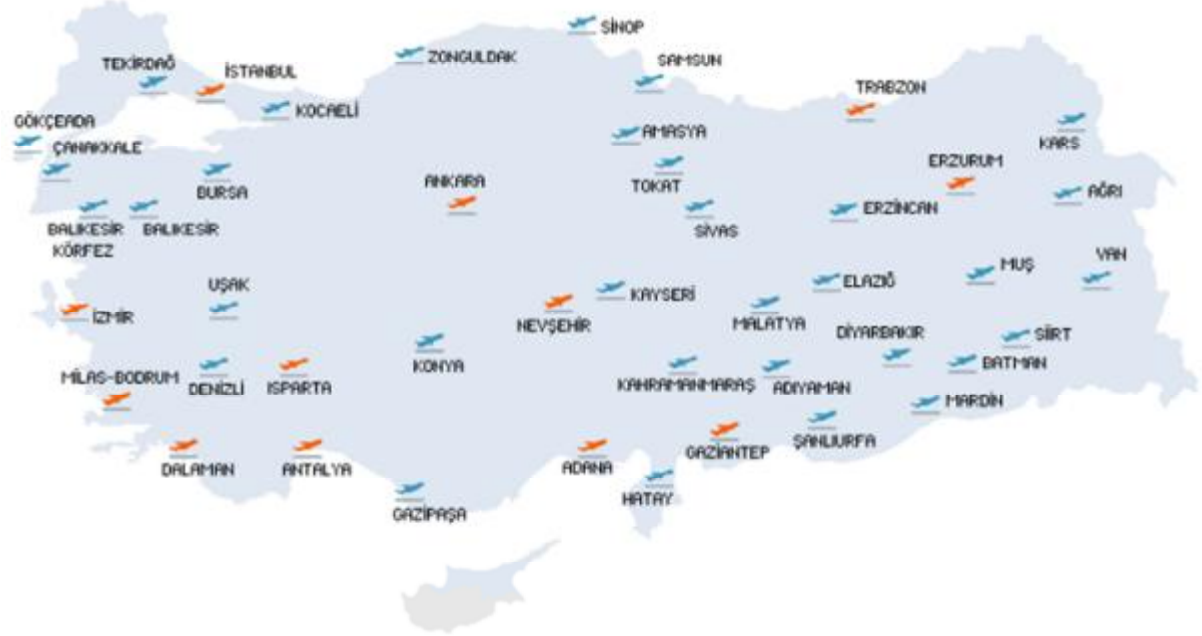 SİNOP
ZONGULDAK
SAMSUN
TEKİRDAĞ
İSTANBUL
TRABZON
KOCAELİ
GÖKÇEADA
AMASYA
KARS
ÇANAKKALE
ERZURUM
BURSA
ANKARA
TOKAT
AĞRI
ERZİNCAN
BALIKESİR
KÖRFEZ
BALIKESİR
SİVAS
VAN
MUŞ
UŞAK
ELAZIĞ
KAYSERİ
İZMİR
NEVŞEHİR
MALATYA
DİYARBAKIR
SİİRT
KONYA
BATMAN
MİLAS-BODRUM
DENİZLİ
ISPARTA
KAHRAMANMARAŞ
ADIYAMAN
MARDİN
ŞANLIURFA
GAZİANTEP
DALAMAN
ANTALYA
ADANA
HATAY
GAZİPAŞA